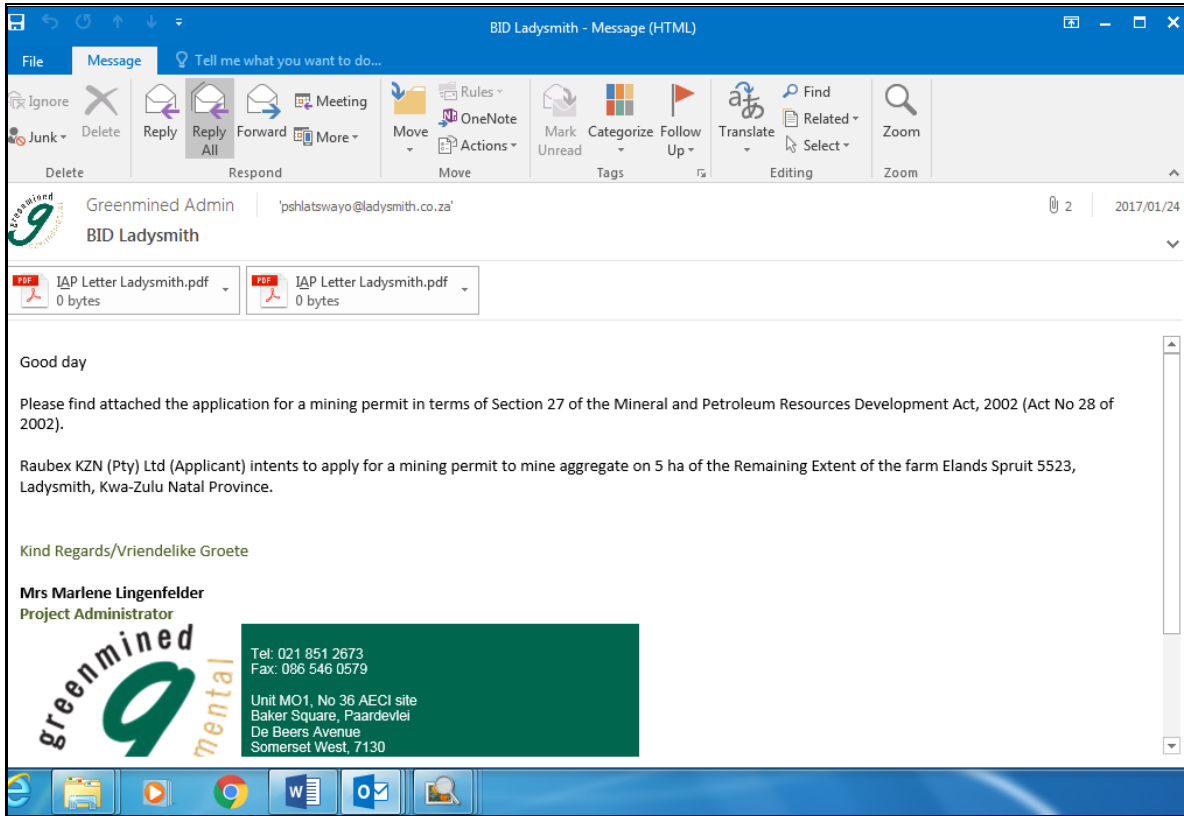 BID Ladysmith - Message (HTML)
File Message Tell me what you want to do...
Ignore
Junk
Delete
Reply
Reply All
Forward
Meeting
More
Move
Rules
OneNote
Actions
Mark Unread
Categorize
Follow Up
Translate
Find
Related
Select
Zoom
Delete Respond Move Tags Editing Zoom
greenmined
Greenmined Admin 'pshlatswayo@ladysmith.co.za' 2 2017/01/24
BID Ladysmith
PDF IAP Letter Ladysmith.pdf PDF IAP Letter Ladysmith.pdf
0 bytes 0 bytes
Good day
Please find attached the application for a mining permit in terms of Section 27 of the Mineral and Petroleum Resources Development Act, 2002 (Act No 28 of
2002).
Raubex KZN (Pty) Ltd (Applicant) intents to apply for a mining permit to mine aggregate on 5 ha of the Remaining Extent of the farm Elands Spruit 5523,
Ladysmith, Kwa-Zulu Natal Province.
Kind Regards/Vriendelike Groete
Mrs Marlene Lingenfelder
Project Administrator
greenmined
mental
Tel: 021 851 2673
Fax: 086 546 0579
Unit MO1, No 36 AECI site
Baker Square, Paardevlei
De Beers Avenue
Somerset West, 7130